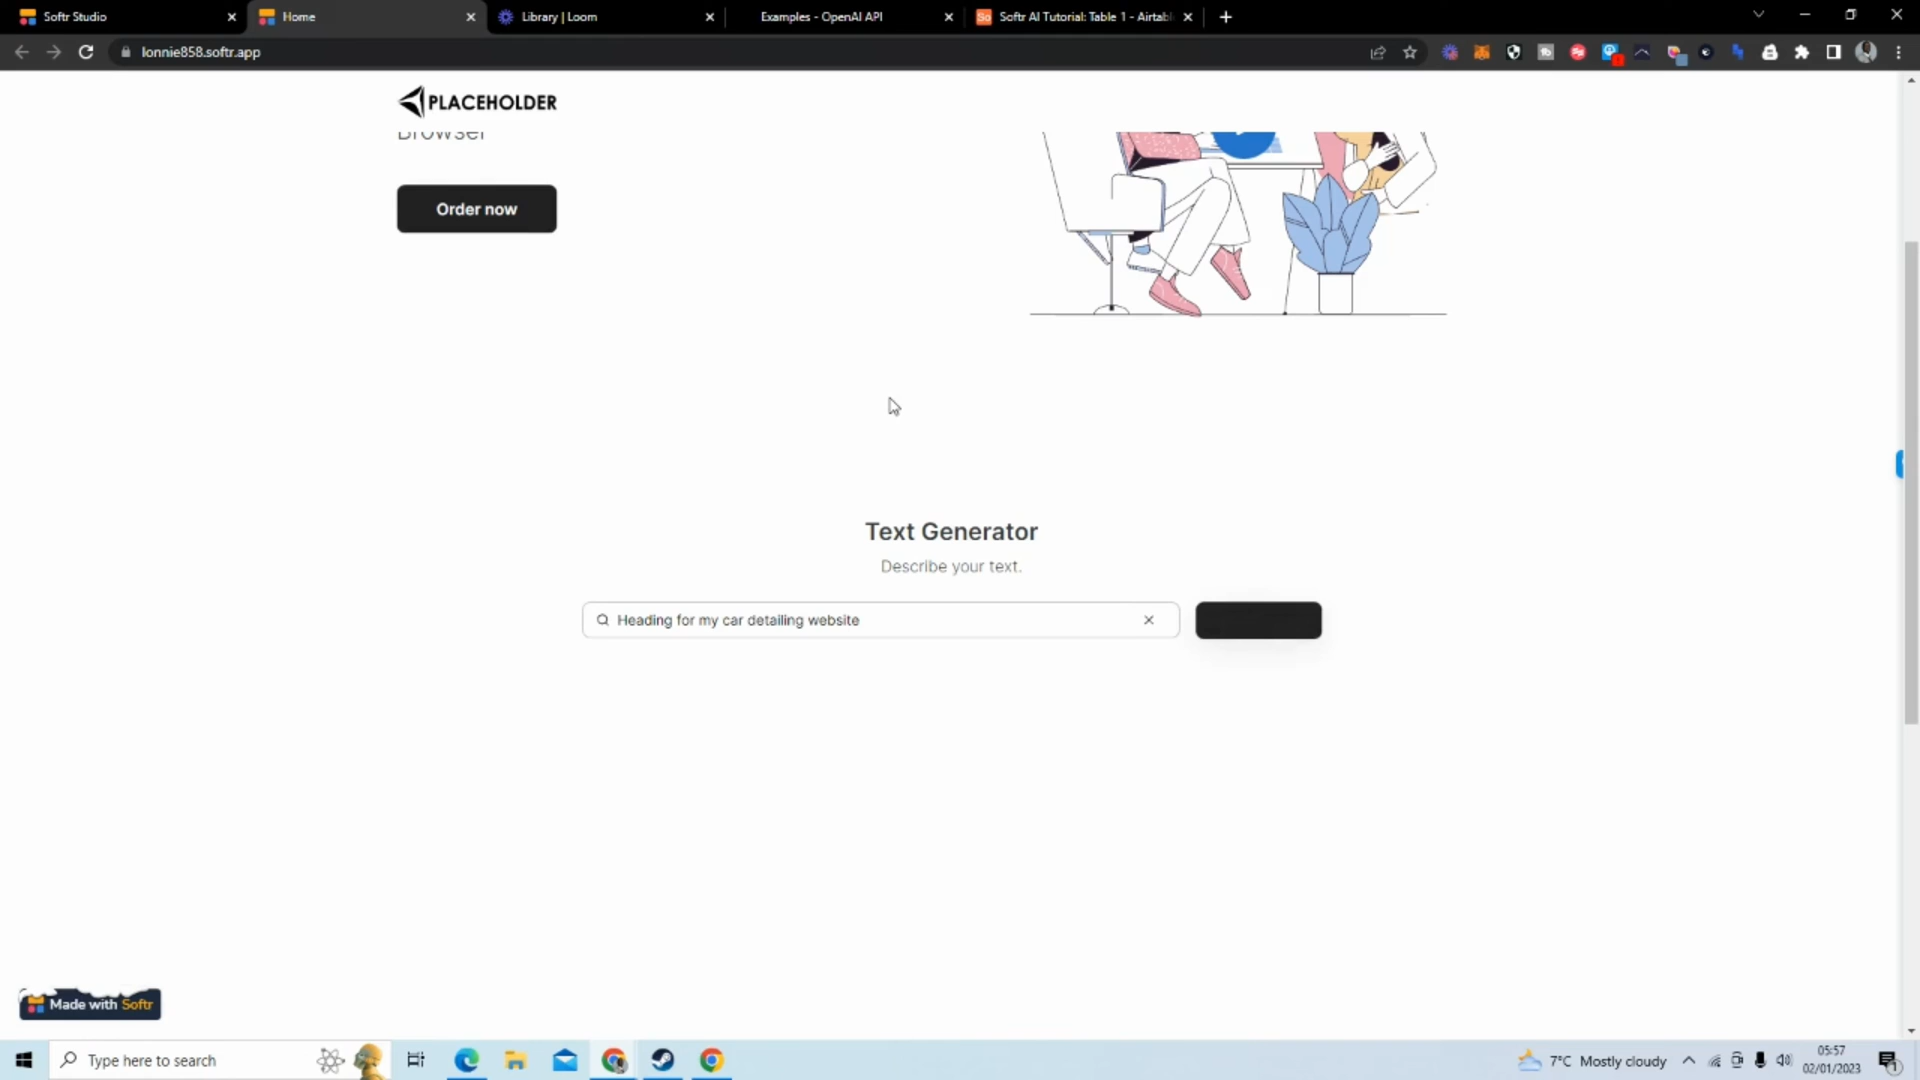 Softr Studio
Home
Library | Loom
Examples - OpenAI API
Softr AI Tutorial: Table 1 - Airtabl
lonnie858.softr.app
PLACEHOLDER
Browser
Order now
Text Generator
Describe your text.
Heading for my car detailing website
Made with Softr
Type here to search
7°C Mostly cloudy
05:57
02/01/2023